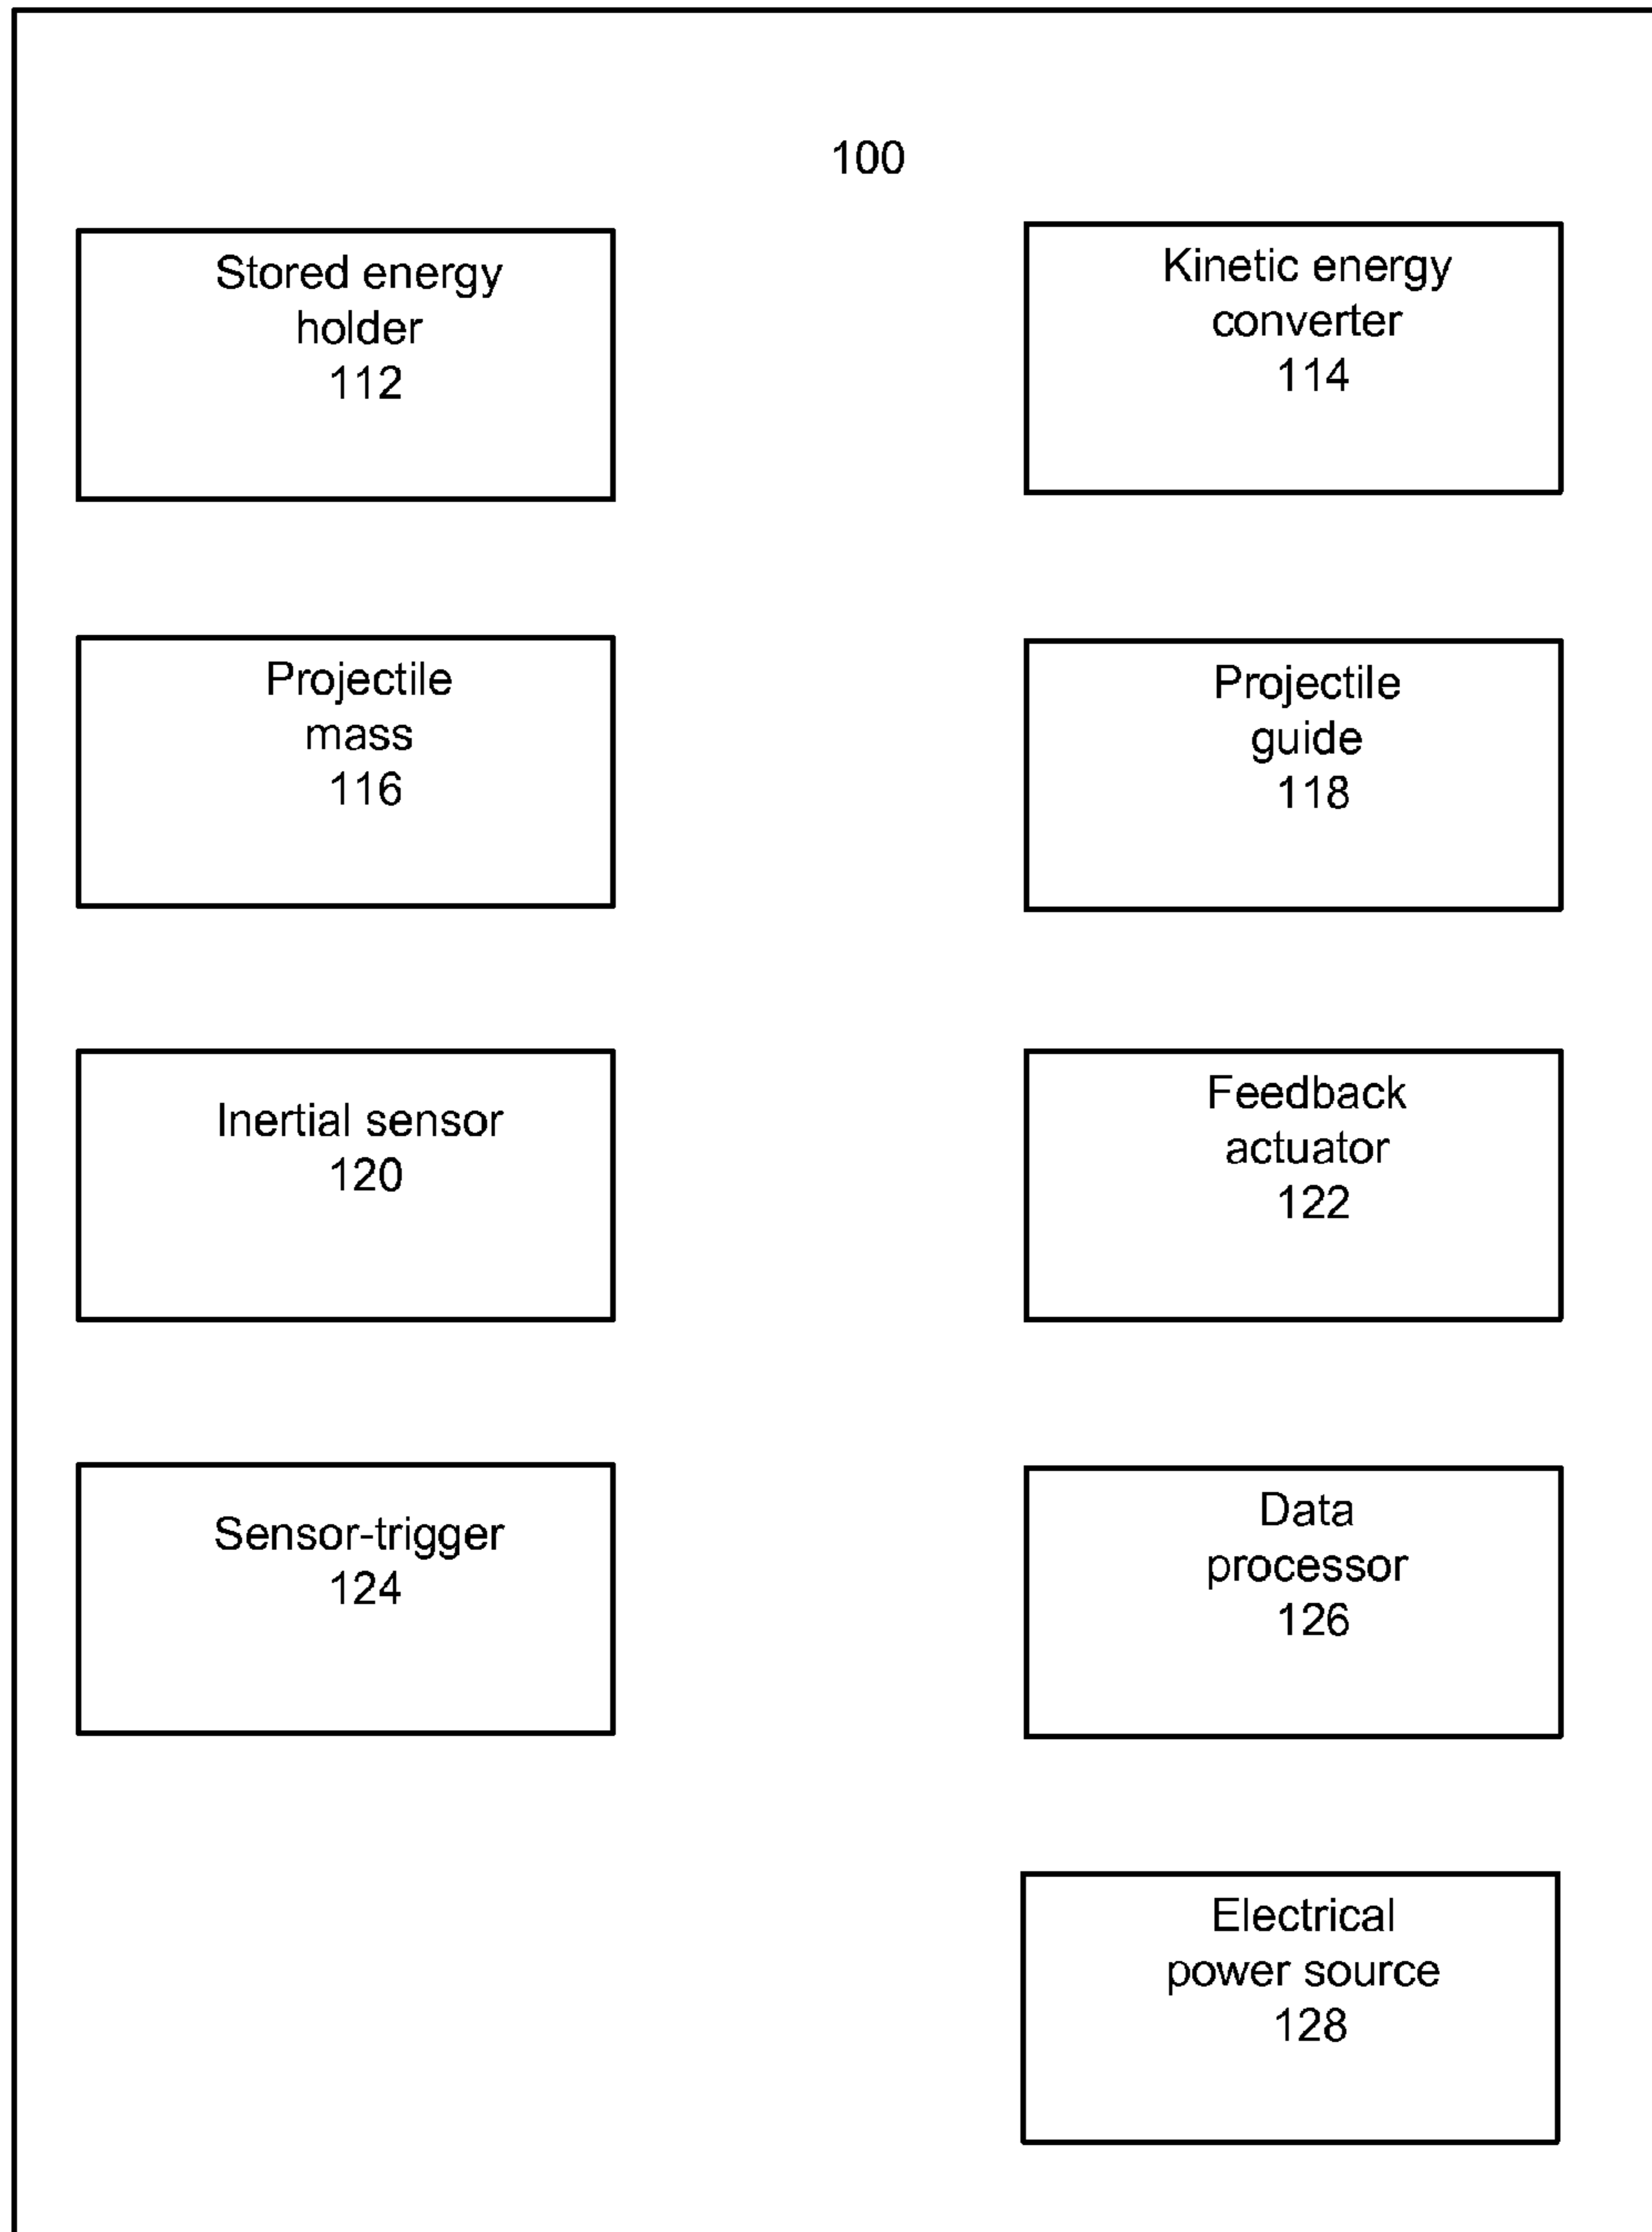 100
Stored energy
holder
112
Kinetic energy
converter
114
Projectile
mass
116
Projectile
guide
118
Inertial sensor
120
Feedback
actuator
122
Sensor-trigger
124
Data
processor
126
Electrical
power source
128